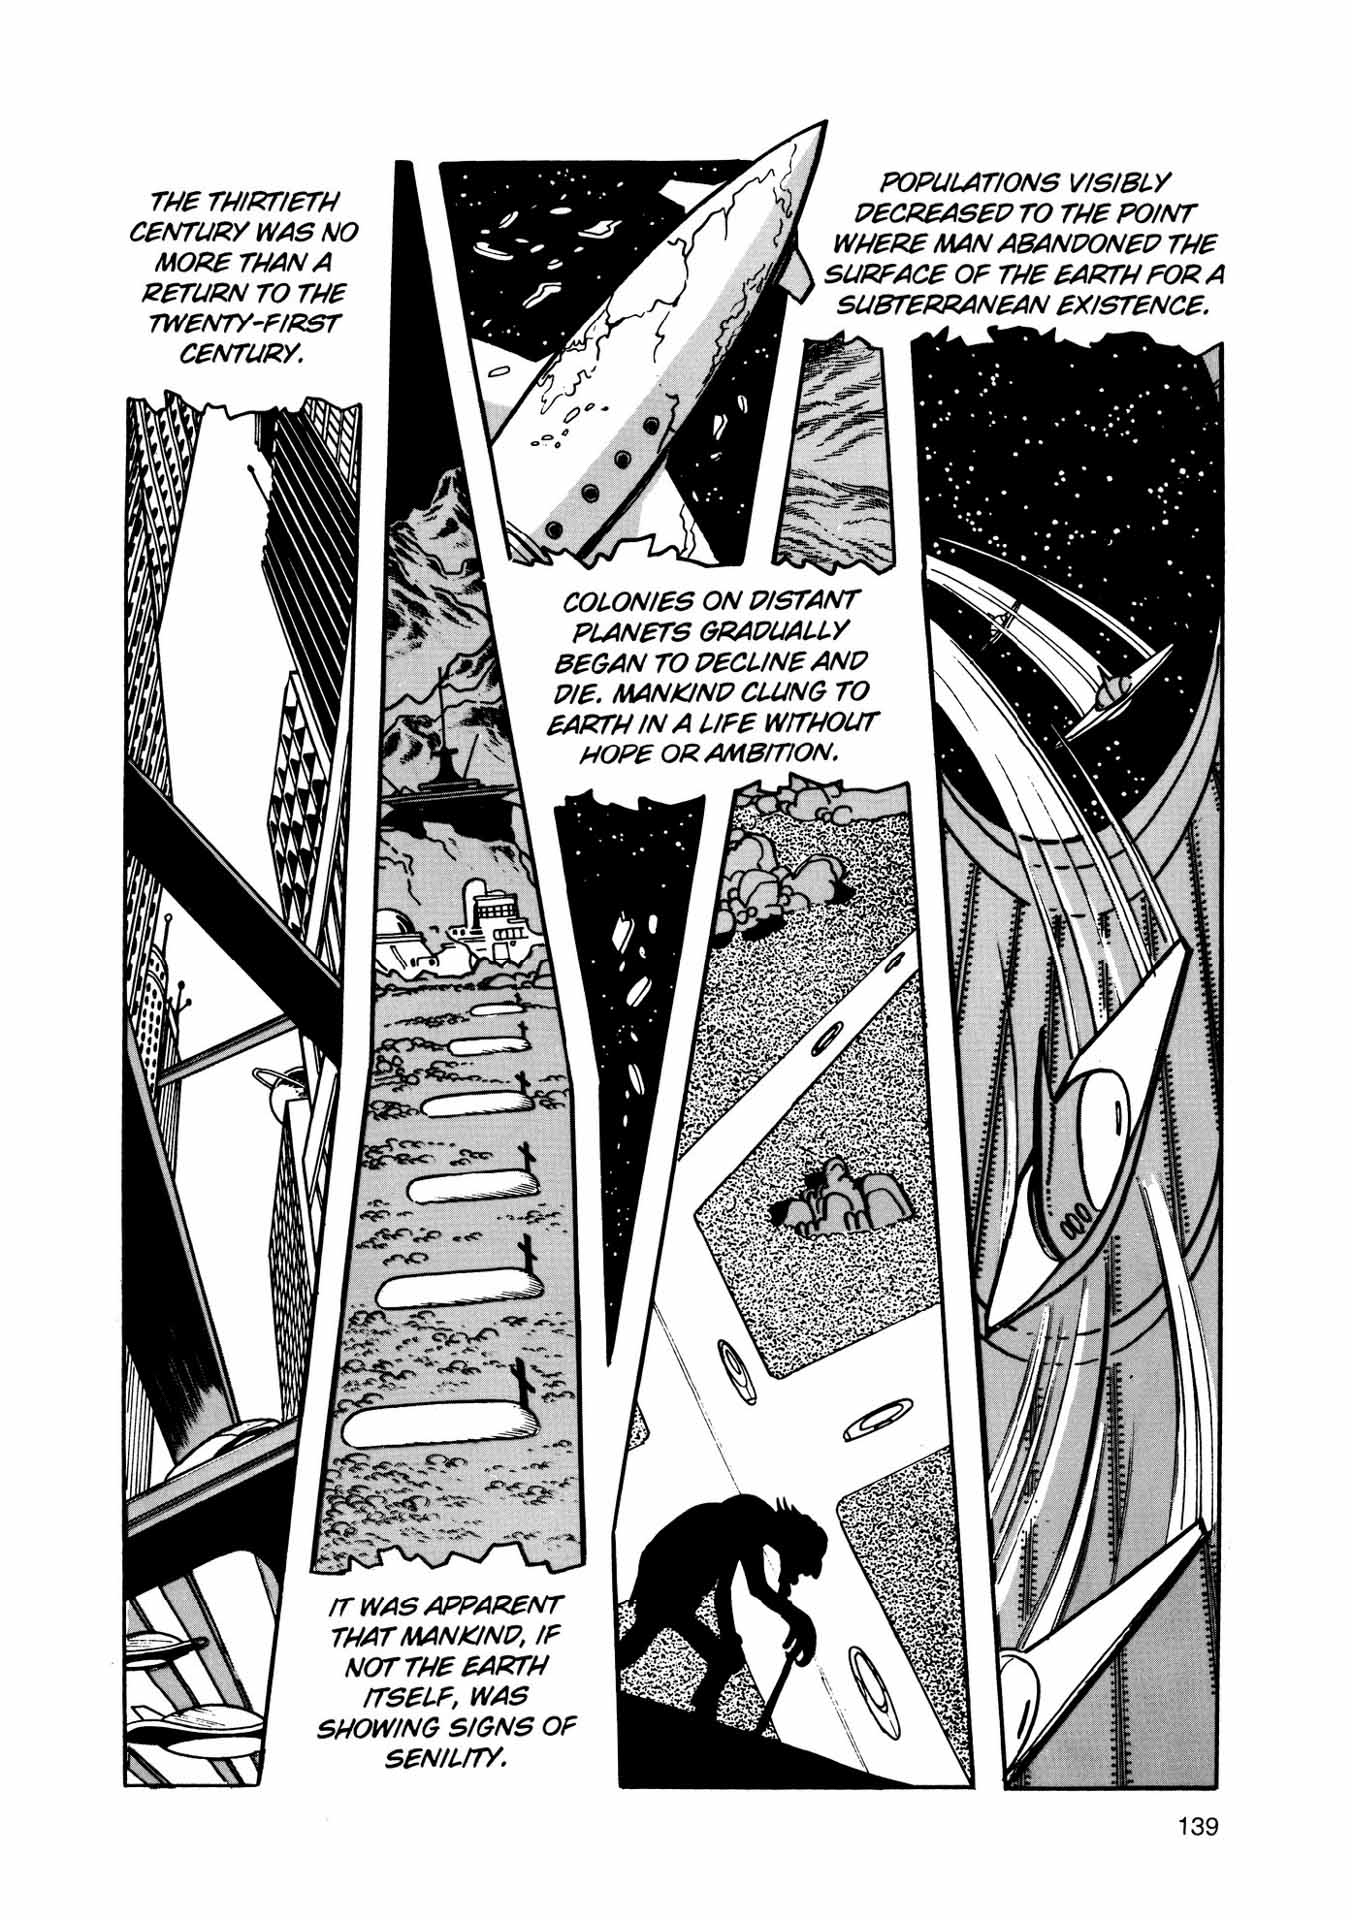 THE THIRTIETH
CENTURY WAS NO
MORE THAN A
RETURN TO THE
TWENTY-FIRST
CENTURY.
POPULATIONS VISIBLY
DECREASED TO THE POINT
WHERE MAN ABANDONED THE
SURFACE OF THE EARTH FOR A
SUBTERRANEAN EXISTENCE.
COLONIES ON DISTANT
PLANETS GRADUALLY
BEGAN TO DECLINE AND
DIE. MANKIND CLUNG TO
EARTH IN A LIFE WITHOUT
HOPE OR AMBITION.
IT WAS APPARENT
THAT MANKIND, IF
NOT THE EARTH
ITSELF, WAS
SHOWING SIGNS OF
SENILITY.
139